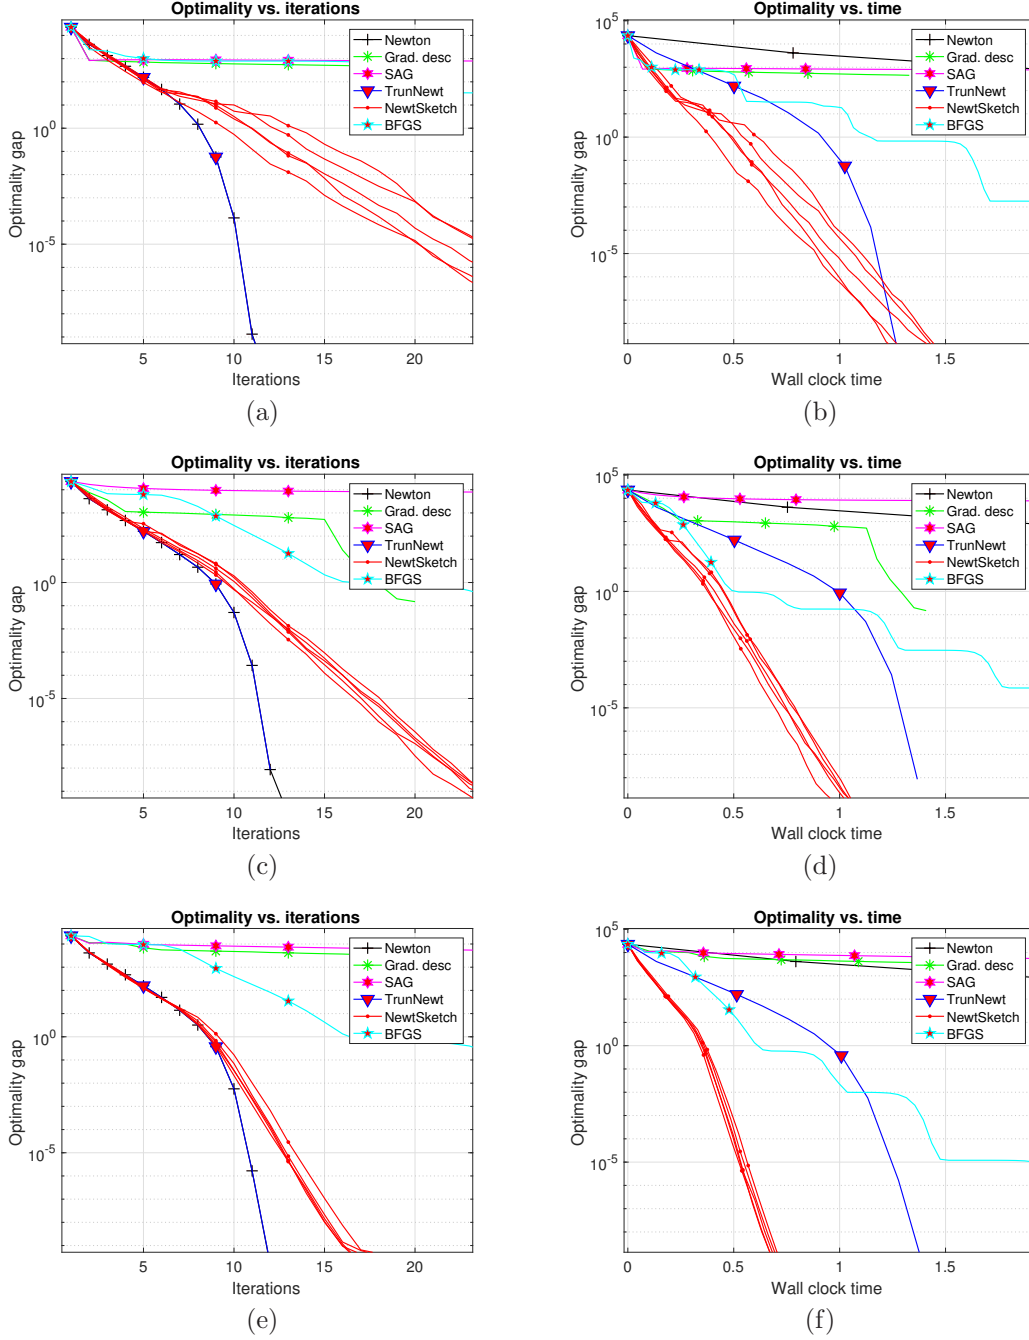 Optimality vs. iterations
Optimality gap
10^0
10^-5
5 10 15 20
Iterations
Newton
Grad. desc
SAG
TrunNewt
NewtSketch
BFGS
(a)
Optimality vs. time
Optimality gap
10^5
10^0
10^-5
0 0.5 1 1.5
Wall clock time
Newton
Grad. desc
SAG
TrunNewt
NewtSketch
BFGS
(b)
Optimality vs. iterations
Optimality gap
10^0
10^-5
5 10 15 20
Iterations
Newton
Grad. desc
SAG
TrunNewt
NewtSketch
BFGS
(c)
Optimality vs. time
Optimality gap
10^5
10^0
10^-5
0 0.5 1 1.5
Wall clock time
Newton
Grad. desc
SAG
TrunNewt
NewtSketch
BFGS
(d)
Optimality vs. iterations
Optimality gap
10^0
10^-5
5 10 15 20
Iterations
Newton
Grad. desc
SAG
TrunNewt
NewtSketch
BFGS
(e)
Optimality vs. time
Optimality gap
10^5
10^0
10^-5
0 0.5 1 1.5
Wall clock time
Newton
Grad. desc
SAG
TrunNewt
NewtSketch
BFGS
(f)